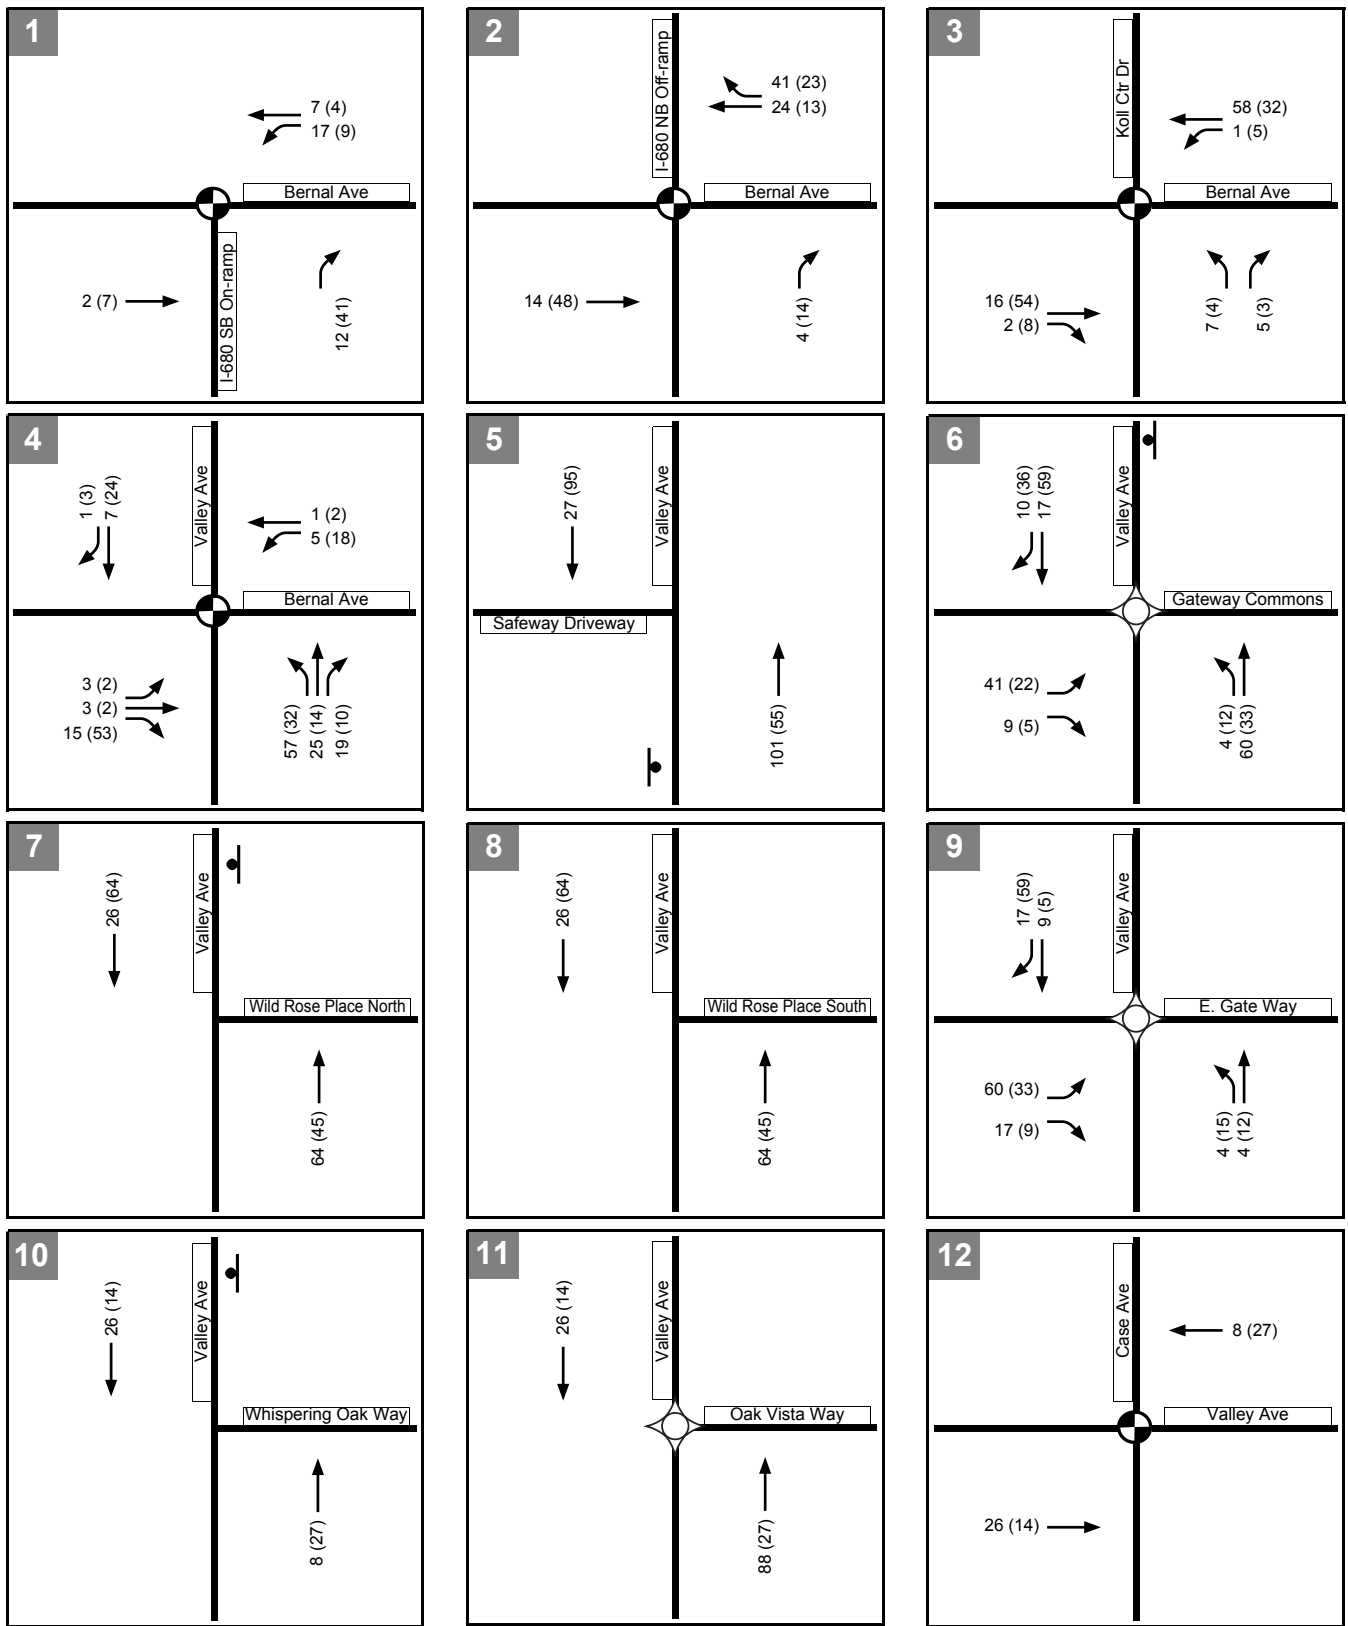 1
7 (4)
17 (9)
Bernal Ave
I-680 SB On-ramp
2 (7)
12 (41)
2
I-680 NB Off-ramp
41 (23)
24 (13)
Bernal Ave
14 (48)
4 (14)
3
Koll Ctr Dr
58 (32)
1 (5)
Bernal Ave
16 (54)
2 (8)
7 (4)
5 (3)
4
1 (3)
7 (24)
Valley Ave
1 (2)
5 (18)
Bernal Ave
3 (2)
3 (2)
15 (53)
57 (32)
25 (14)
19 (10)
5
27 (95)
Valley Ave
Safeway Driveway
101 (55)
6
10 (36)
17 (59)
Valley Ave
Gateway Commons
41 (22)
9 (5)
4 (12)
60 (33)
7
26 (64)
Valley Ave
Wild Rose Place North
64 (45)
8
26 (64)
Valley Ave
Wild Rose Place South
64 (45)
9
17 (59)
9 (5)
Valley Ave
E. Gate Way
60 (33)
17 (9)
4 (15)
4 (12)
10
26 (14)
Valley Ave
Whispering Oak Way
8 (27)
11
26 (14)
Valley Ave
Oak Vista Way
88 (27)
12
Case Ave
8 (27)
Valley Ave
26 (14)